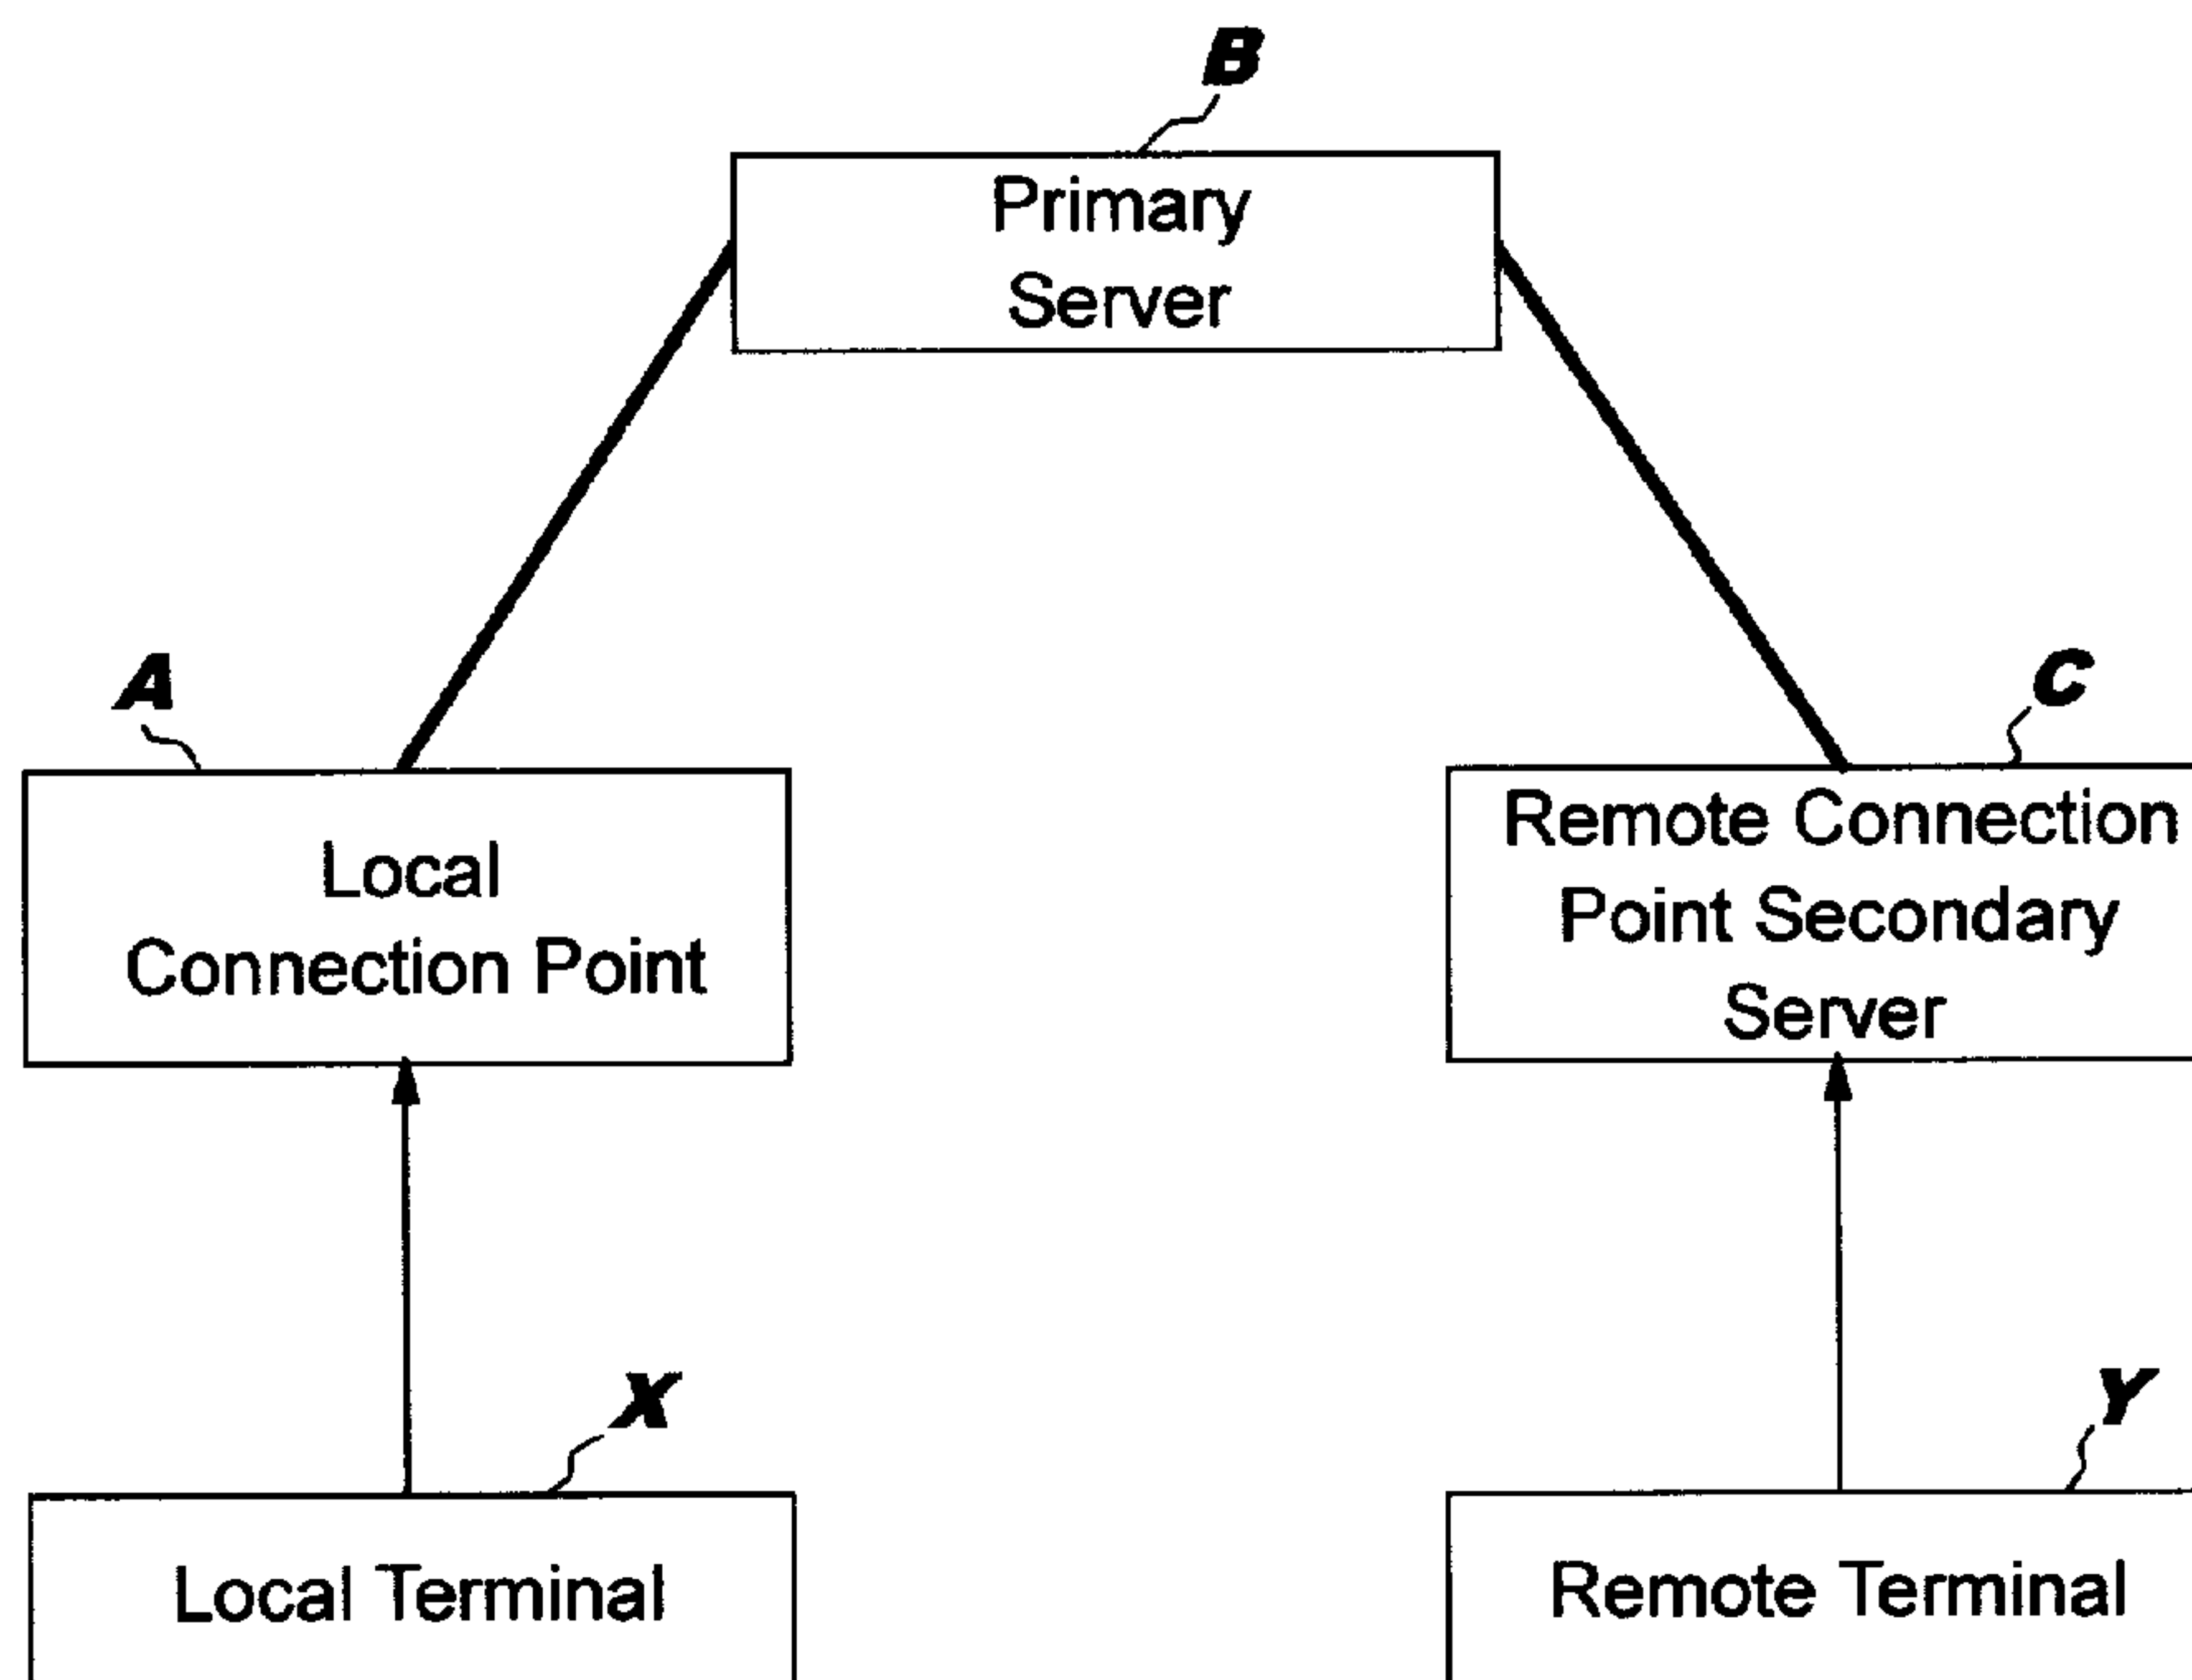 B
Primary
Server
A
Local
Connection Point
C
Remote Connection
Point Secondary
Server
X
Local Terminal
Y
Remote Terminal